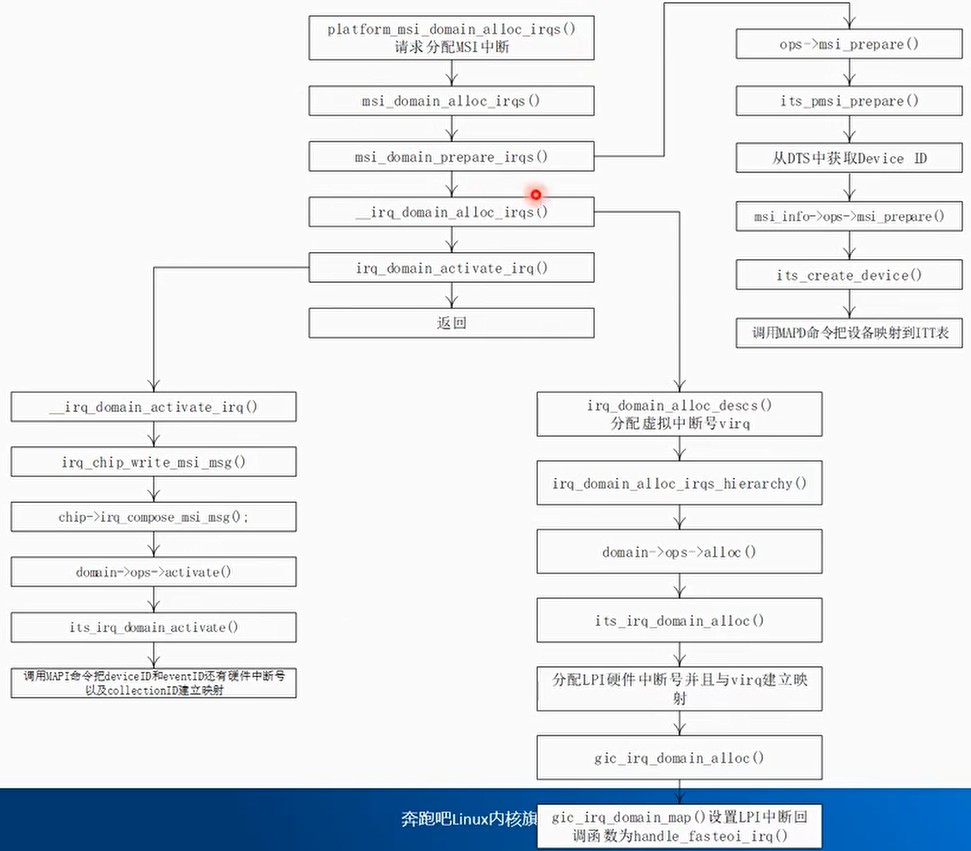 platform_msi_domain_alloc_irqs()
请求分配MSI中断
msi_domain_alloc_irqs()
msi_domain_prepare_irqs()
__irq_domain_alloc_irqs()
irq_domain_activate_irq()
返回
ops->msi_prepare()
its_pmsi_prepare()
从DTS中获取Device ID
msi_info->ops->msi_prepare()
its_create_device()
调用MAPD命令把设备映射到ITT表
__irq_domain_activate_irq()
irq_chip_write_msi_msg()
chip->irq_compose_msi_msg();
domain->ops->activate()
its_irq_domain_activate()
调用MAPI命令把deviceID和eventID还有硬件中断号
以及collectionID建立映射
irq_domain_alloc_descs()
分配虚拟中断号virq
irq_domain_alloc_irqs_hierarchy()
domain->ops->alloc()
its_irq_domain_alloc()
分配LPI硬件中断号并且与virq建立映
射
gic_irq_domain_alloc()
gic_irq_domain_map()设置LPI中断回
调函数为handle_fasteoi_irq()
奔跑吧Linux内核旗